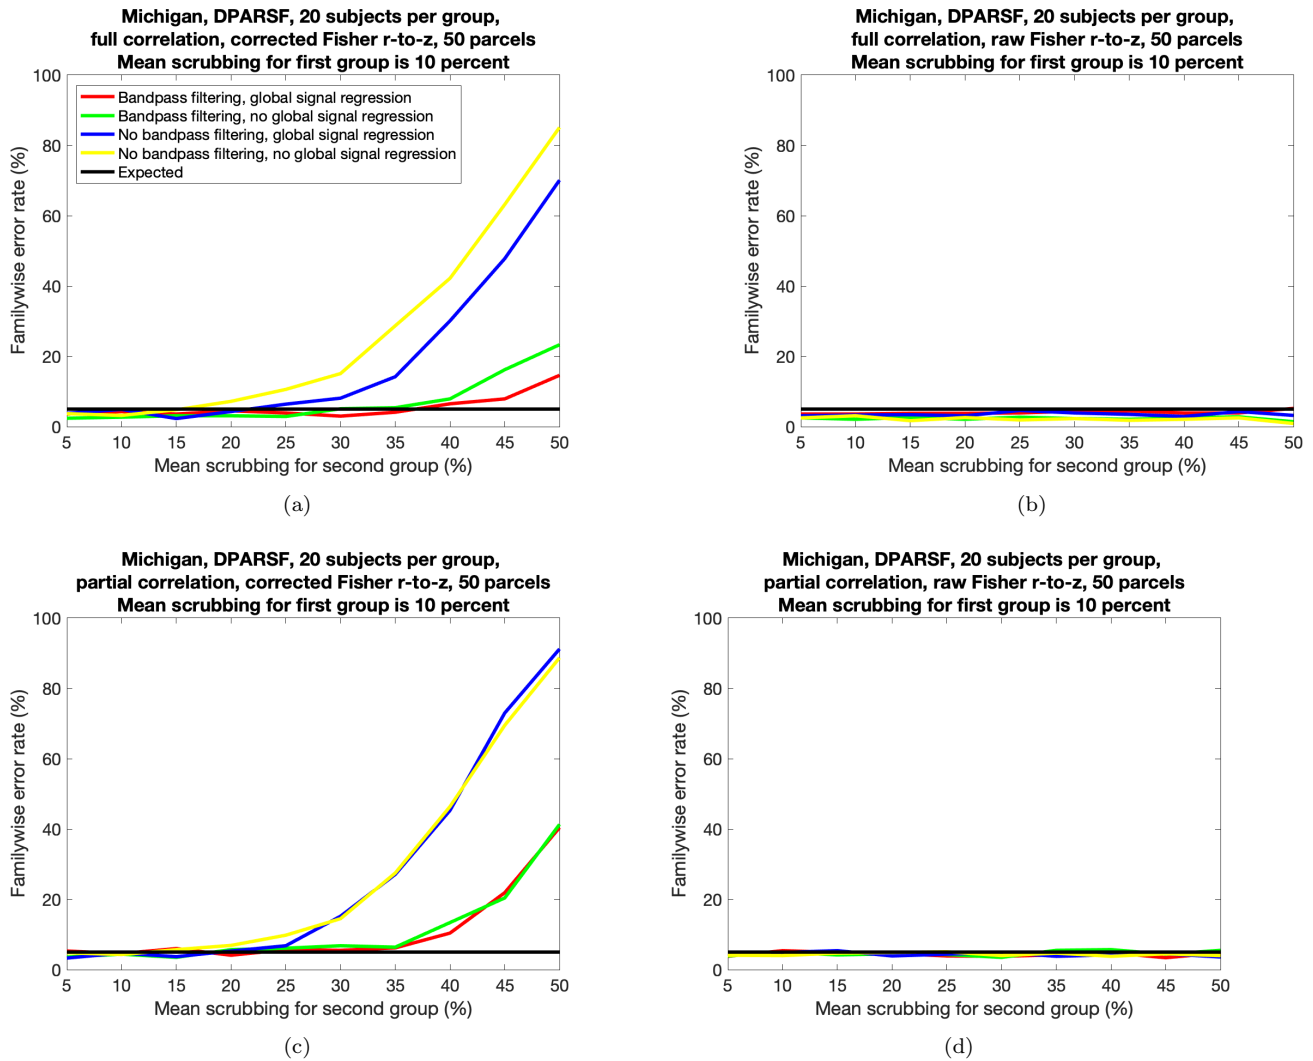 Michigan, DPARSF, 20 subjects per group,
full correlation, corrected Fisher r-to-z, 50 parcels
Mean scrubbing for first group is 10 percent
100
80
60
40
20
0
Familywise error rate (%)
Bandpass filtering, global signal regression
Bandpass filtering, no global signal regression
No bandpass filtering, global signal regression
No bandpass filtering, no global signal regression
Expected
5 10 15 20 25 30 35 40 45 50
Mean scrubbing for second group (%)
(a)
Michigan, DPARSF, 20 subjects per group,
full correlation, raw Fisher r-to-z, 50 parcels
Mean scrubbing for first group is 10 percent
100
80
60
40
20
0
Familywise error rate (%)
5 10 15 20 25 30 35 40 45 50
Mean scrubbing for second group (%)
(b)
Michigan, DPARSF, 20 subjects per group,
partial correlation, corrected Fisher r-to-z, 50 parcels
Mean scrubbing for first group is 10 percent
100
80
60
40
20
0
Familywise error rate (%)
5 10 15 20 25 30 35 40 45 50
Mean scrubbing for second group (%)
(c)
Michigan, DPARSF, 20 subjects per group,
partial correlation, raw Fisher r-to-z, 50 parcels
Mean scrubbing for first group is 10 percent
100
80
60
40
20
0
Familywise error rate (%)
5 10 15 20 25 30 35 40 45 50
Mean scrubbing for second group (%)
(d)